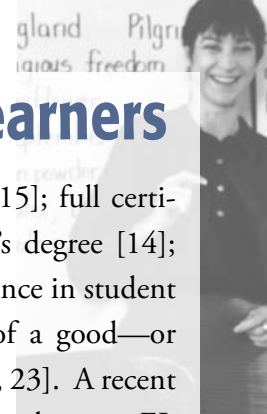 gland Pilgri
igious freedom
earners
15]; full certi-
's degree [14];
nce in student
of a good—or
, 23]. A recent